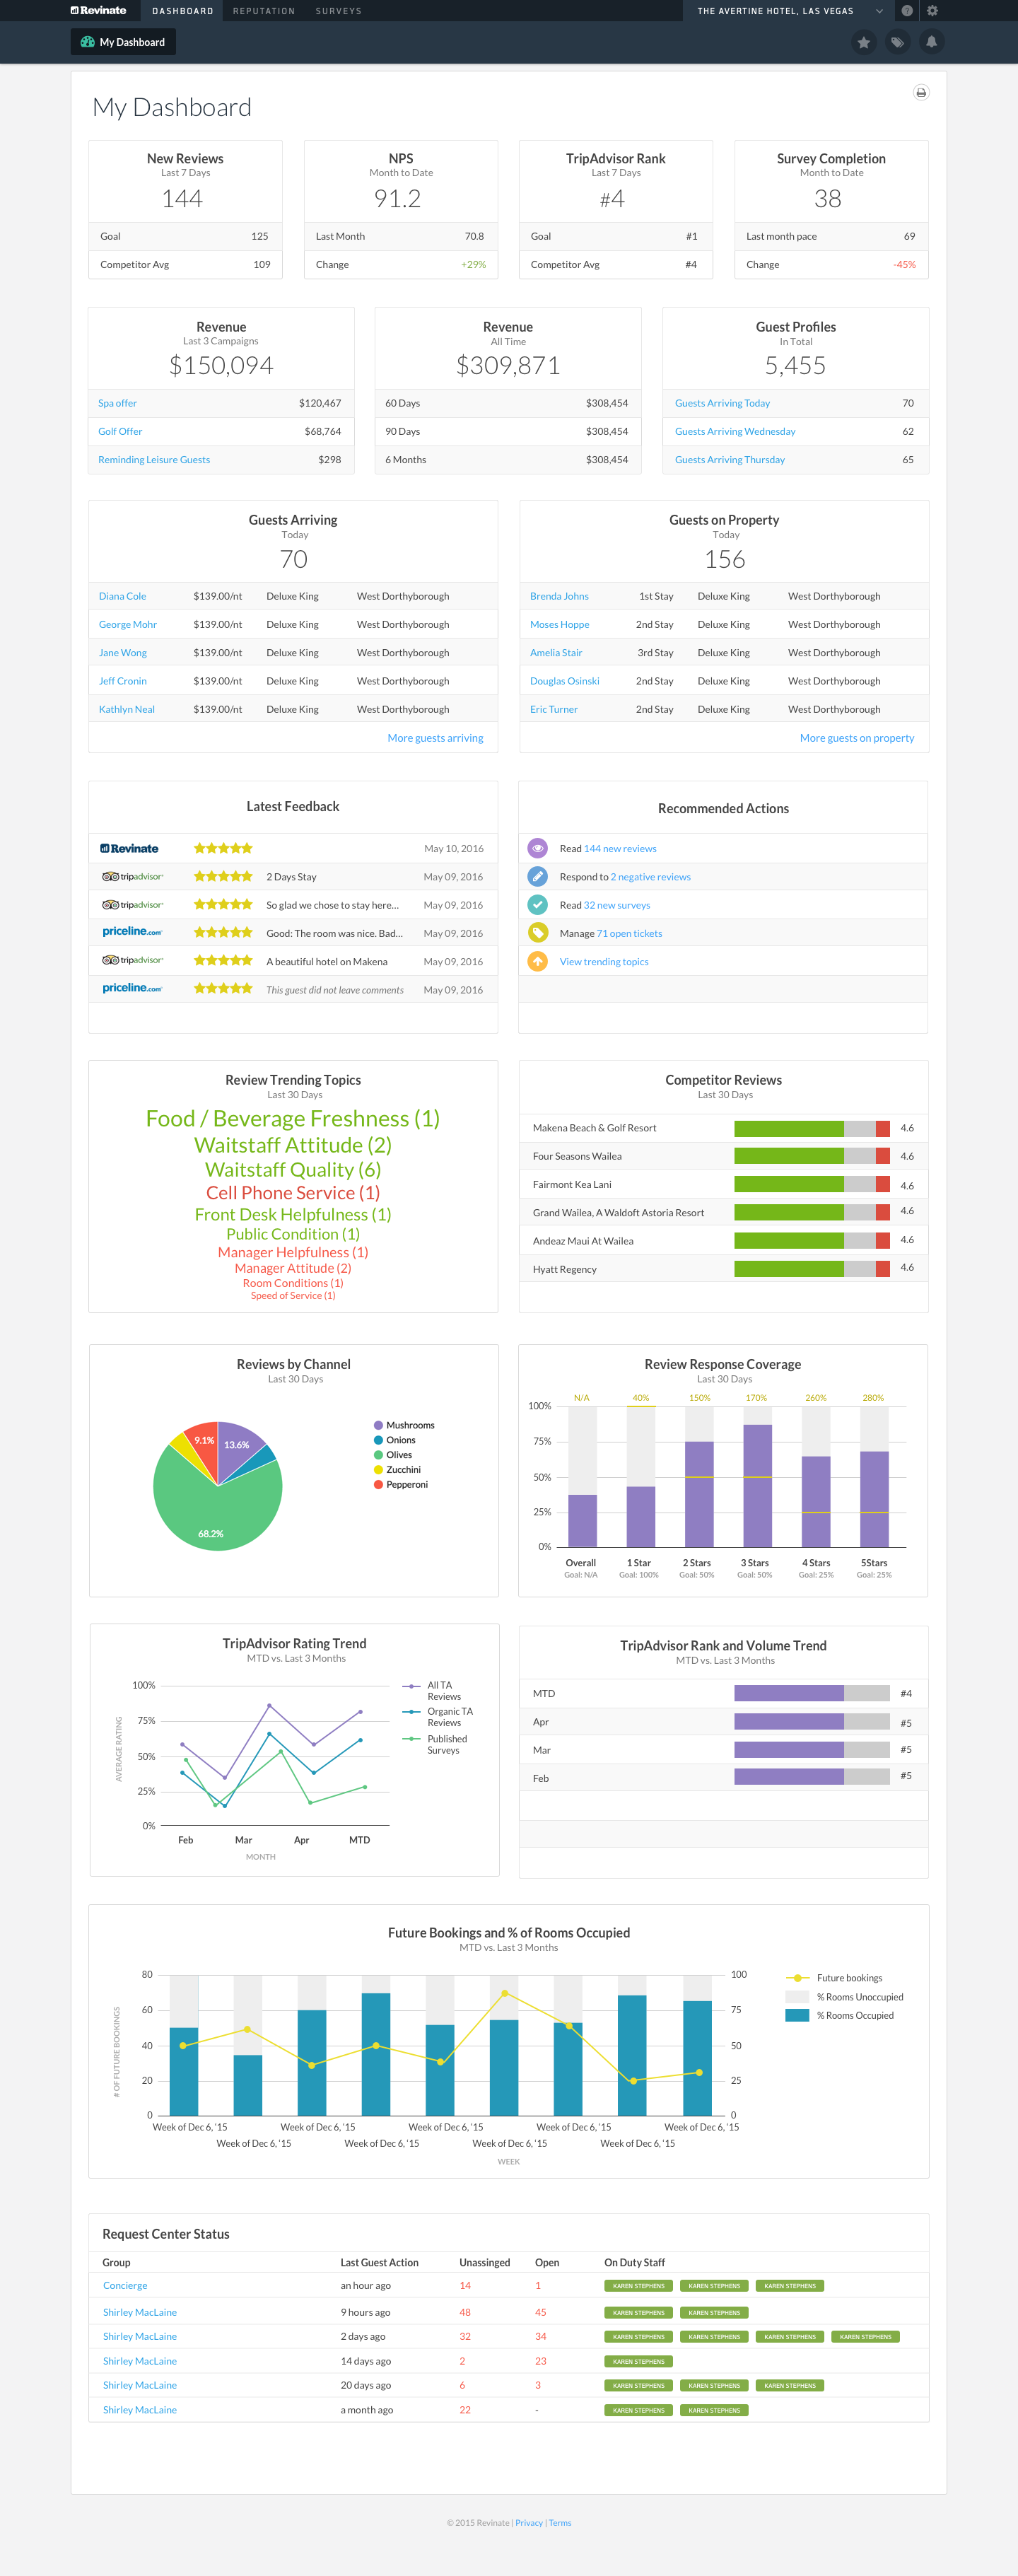 Revinate DASHBOARD REPUTATION SURVEYS THE AVERTINE HOTEL, LAS VEGAS ?
My Dashboard
My Dashboard
New Reviews
Last 7 Days
144
Goal 125
Competitor Avg 109
NPS
Month to Date
91.2
Last Month 70.8
Change +29%
TripAdvisor Rank
Last 7 Days
#4
Goal #1
Competitor Avg #4
Survey Completion
Month to Date
38
Last month pace 69
Change -45%
Revenue
Last 3 Campaigns
$150,094
Spa offer $120,467
Golf Offer $68,764
Reminding Leisure Guests $298
Revenue
All Time
$309,871
60 Days $308,454
90 Days $308,454
6 Months $308,454
Guest Profiles
In Total
5,455
Guests Arriving Today 70
Guests Arriving Wednesday 62
Guests Arriving Thursday 65
Guests Arriving
Today
70
Diana Cole $139.00/nt Deluxe King West Dorthyborough
George Mohr $139.00/nt Deluxe King West Dorthyborough
Jane Wong $139.00/nt Deluxe King West Dorthyborough
Jeff Cronin $139.00/nt Deluxe King West Dorthyborough
Kathlyn Neal $139.00/nt Deluxe King West Dorthyborough
More guests arriving
Guests on Property
Today
156
Brenda Johns 1st Stay Deluxe King West Dorthyborough
Moses Hoppe 2nd Stay Deluxe King West Dorthyborough
Amelia Stair 3rd Stay Deluxe King West Dorthyborough
Douglas Osinski 2nd Stay Deluxe King West Dorthyborough
Eric Turner 2nd Stay Deluxe King West Dorthyborough
More guests on property
Latest Feedback
Revinate May 10, 2016
tripadvisor 2 Days Stay May 09, 2016
tripadvisor So glad we chose to stay here... May 09, 2016
priceline.com Good: The room was nice. Bad... May 09, 2016
tripadvisor A beautiful hotel on Makena May 09, 2016
priceline.com This guest did not leave comments May 09, 2016
Recommended Actions
Read 144 new reviews
Respond to 2 negative reviews
Read 32 new surveys
Manage 71 open tickets
View trending topics
Review Trending Topics
Last 30 Days
Food / Beverage Freshness (1)
Waitstaff Attitude (2)
Waitstaff Quality (6)
Cell Phone Service (1)
Front Desk Helpfulness (1)
Public Condition (1)
Manager Helpfulness (1)
Manager Attitude (2)
Room Conditions (1)
Speed of Service (1)
Competitor Reviews
Last 30 Days
Makena Beach & Golf Resort 4.6
Four Seasons Wailea 4.6
Fairmont Kea Lani 4.6
Grand Wailea, A Waldoft Astoria Resort 4.6
Andeaz Maui At Wailea 4.6
Hyatt Regency 4.6
Reviews by Channel
Last 30 Days
9.1% 13.6%
68.2%
Mushrooms
Onions
Olives
Zucchini
Pepperoni
Review Response Coverage
Last 30 Days
N/A 40% 150% 170% 260% 280%
100%
75%
50%
25%
0%
Overall 1 Star 2 Stars 3 Stars 4 Stars 5Stars
Goal: N/A Goal: 100% Goal: 50% Goal: 50% Goal: 25% Goal: 25%
TripAdvisor Rating Trend
MTD vs. Last 3 Months
AVERAGE RATING
100%
75%
50%
25%
0%
Feb Mar Apr MTD
MONTH
All TA
Reviews
Organic TA
Reviews
Published
Surveys
TripAdvisor Rank and Volume Trend
MTD vs. Last 3 Months
MTD #4
Apr #5
Mar #5
Feb #5
Future Bookings and % of Rooms Occupied
MTD vs. Last 3 Months
# OF FUTURE BOOKINGS
80 100
60 75
40 50
20 25
0 0
Week of Dec 6, '15 Week of Dec 6, '15 Week of Dec 6, '15 Week of Dec 6, '15 Week of Dec 6, '15
Week of Dec 6, '15 Week of Dec 6, '15 Week of Dec 6, '15 Week of Dec 6, '15
WEEK
Future bookings
% Rooms Unoccupied
% Rooms Occupied
Request Center Status
Group Last Guest Action Unassinged Open On Duty Staff
Concierge an hour ago 14 1 KAREN STEPHENS KAREN STEPHENS KAREN STEPHENS
Shirley MacLaine 9 hours ago 48 45 KAREN STEPHENS KAREN STEPHENS
Shirley MacLaine 2 days ago 32 34 KAREN STEPHENS KAREN STEPHENS KAREN STEPHENS KAREN STEPHENS
Shirley MacLaine 14 days ago 2 23 KAREN STEPHENS
Shirley MacLaine 20 days ago 6 3 KAREN STEPHENS KAREN STEPHENS KAREN STEPHENS
Shirley MacLaine a month ago 22 - KAREN STEPHENS KAREN STEPHENS
© 2015 Revinate | Privacy | Terms